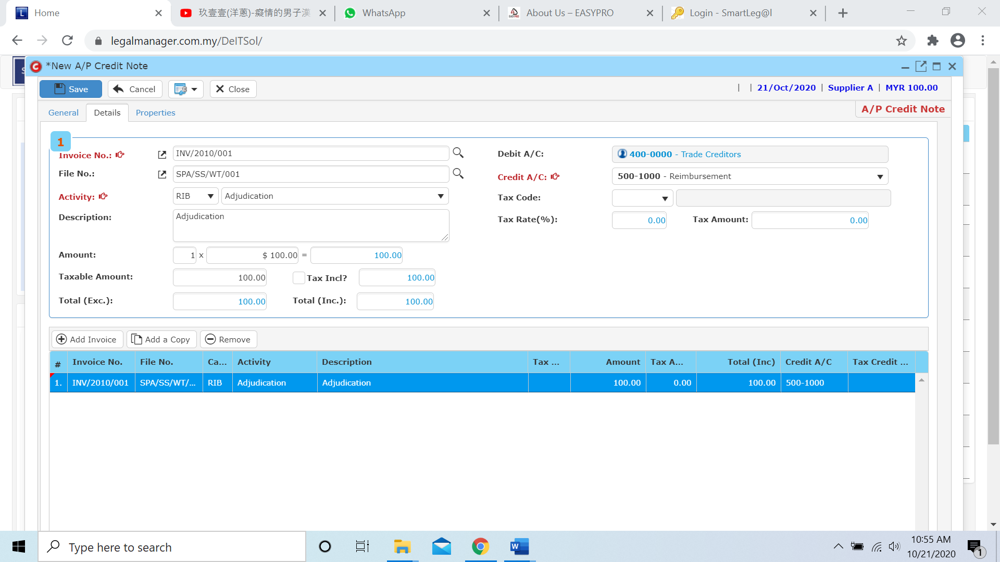 Home
玖壹壹(洋蔥)-癡情的男子漢
WhatsApp
About Us – EASYPRO
Login - SmartLeg@l
legalmanager.com.my/DeITSol/
*New A/P Credit Note
Save
Cancel
Close
| | 21/Oct/2020 | Supplier A | MYR 100.00
General
Details
Properties
A/P Credit Note
1
Invoice No.:
INV/2010/001
Debit A/C:
400-0000 - Trade Creditors
File No.:
SPA/SS/WT/001
Credit A/C:
500-1000 - Reimbursement
Activity:
RIB
Adjudication
Tax Code:
Description:
Adjudication
Tax Rate(%):
0.00
Tax Amount:
0.00
Amount:
1 x $ 100.00 = 100.00
Taxable Amount:
100.00
Tax Incl?
100.00
Total (Exc.):
100.00
Total (Inc.):
100.00
Add Invoice
Add a Copy
Remove
# Invoice No. File No. Ca... Activity Description Tax ... Amount Tax A... Total (Inc) Credit A/C Tax Credit ...
1. INV/2010/001 SPA/SS/WT/... RIB Adjudication Adjudication 100.00 0.00 100.00 500-1000
Type here to search
10:55 AM
10/21/2020
1